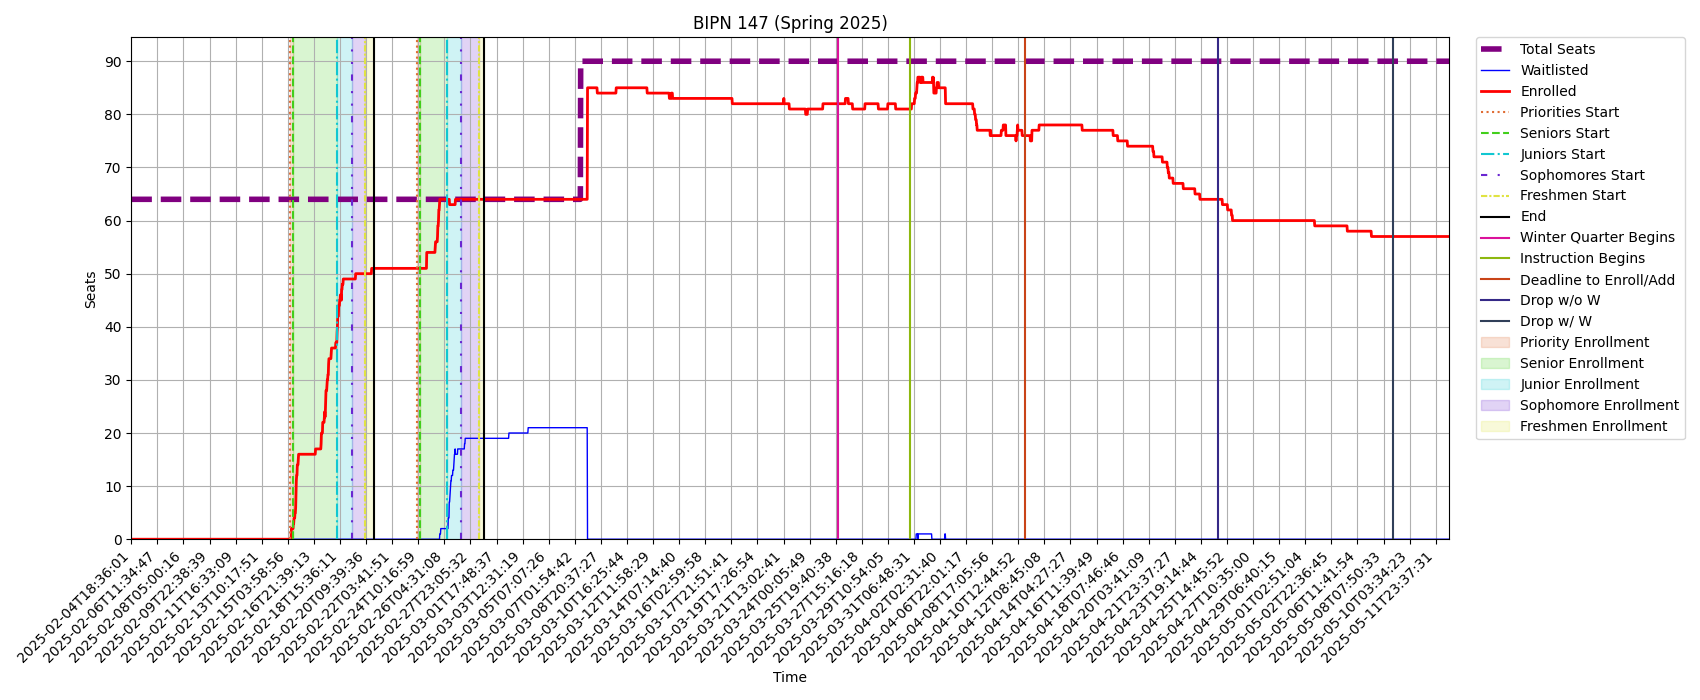 BIPN 147 (Spring 2025)
Seats
90
80
70
60
50
40
30
20
10
0
2025-02-04T18:36:01
2025-02-06T11:34:47
2025-02-08T05:00:16
2025-02-09T22:38:39
2025-02-11T16:33:09
2025-02-13T10:17:51
2025-02-15T03:58:56
2025-02-16T21:39:13
2025-02-18T15:36:11
2025-02-20T09:39:36
2025-02-22T03:41:51
2025-02-24T10:16:59
2025-02-26T04:31:08
2025-02-27T23:05:32
2025-03-01T17:48:37
2025-03-03T12:31:19
2025-03-05T07:07:26
2025-03-07T01:54:42
2025-03-08T20:37:27
2025-03-10T16:25:44
2025-03-12T11:58:29
2025-03-14T07:14:40
2025-03-16T02:59:58
2025-03-17T21:51:41
2025-03-19T17:26:54
2025-03-21T13:02:41
2025-03-24T00:05:49
2025-03-25T19:40:38
2025-03-27T15:16:18
2025-03-29T10:54:05
2025-03-31T06:48:31
2025-04-02T02:31:40
2025-04-06T22:01:17
2025-04-08T17:05:56
2025-04-10T12:44:52
2025-04-12T08:45:08
2025-04-14T04:27:27
2025-04-16T11:39:49
2025-04-18T07:46:46
2025-04-20T03:41:09
2025-04-21T23:37:27
2025-04-23T19:14:44
2025-04-25T14:45:52
2025-04-27T10:35:00
2025-04-29T06:40:15
2025-05-01T02:51:04
2025-05-02T22:36:45
2025-05-06T11:41:54
2025-05-08T07:50:33
2025-05-10T03:34:23
2025-05-11T23:37:31
Time
Total Seats
Waitlisted
Enrolled
Priorities Start
Seniors Start
Juniors Start
Sophomores Start
Freshmen Start
End
Winter Quarter Begins
Instruction Begins
Deadline to Enroll/Add
Drop w/o W
Drop w/ W
Priority Enrollment
Senior Enrollment
Junior Enrollment
Sophomore Enrollment
Freshmen Enrollment